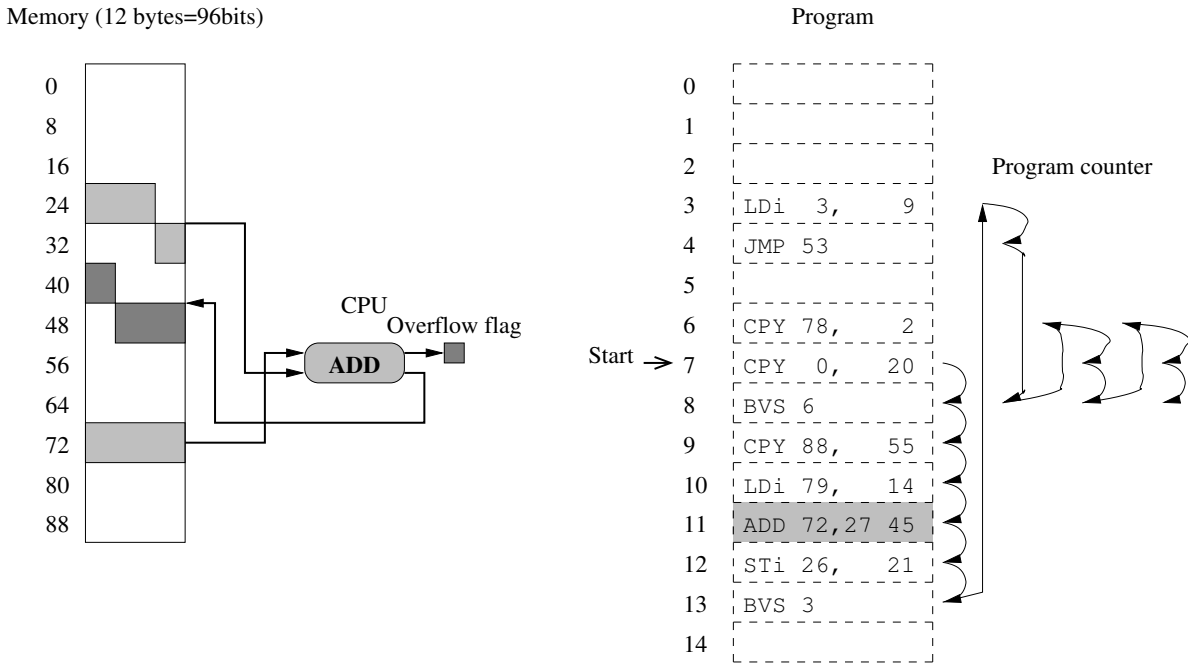 Memory (12 bytes=96bits)
0
8
16
24
32
40
48
56
64
72
80
88
CPU
Overflow flag
ADD
Program
Program counter
Start
0
1
2
3 LDi 3, 9
4 JMP 53
5
6 CPY 78, 2
7 CPY 0, 20
8 BVS 6
9 CPY 88, 55
10 LDi 79, 14
11 ADD 72,27 45
12 STi 26, 21
13 BVS 3
14